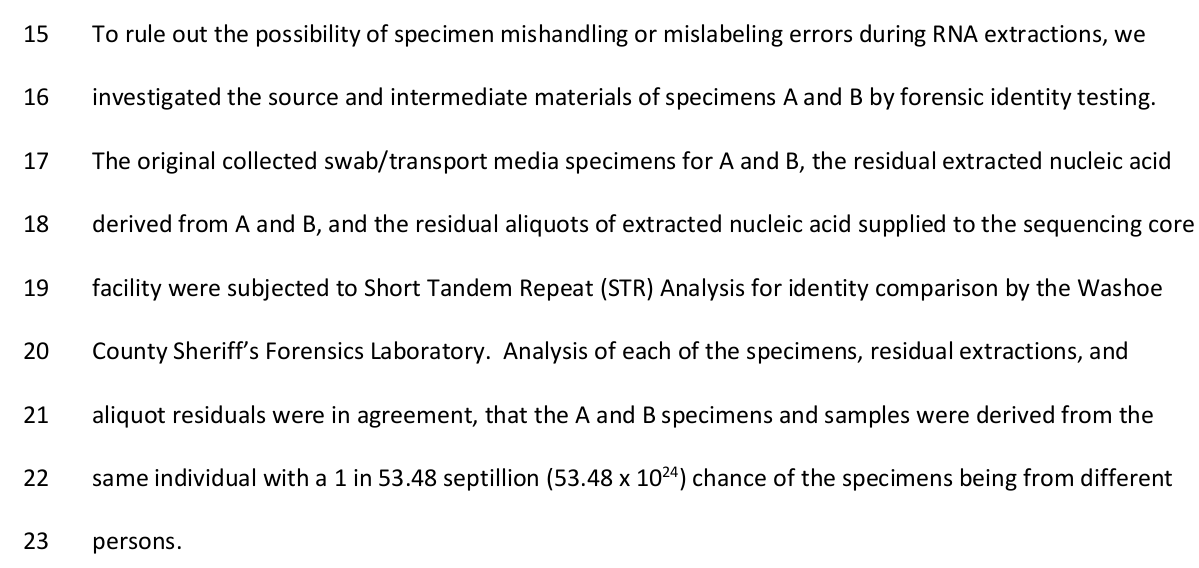 15 To rule out the possibility of specimen mishandling or mislabeling errors during RNA extractions, we
16 investigated the source and intermediate materials of specimens A and B by forensic identity testing.
17 The original collected swab/transport media specimens for A and B, the residual extracted nucleic acid
18 derived from A and B, and the residual aliquots of extracted nucleic acid supplied to the sequencing core
19 facility were subjected to Short Tandem Repeat (STR) Analysis for identity comparison by the Washoe
20 County Sheriff’s Forensics Laboratory.  Analysis of each of the specimens, residual extractions, and
21 aliquot residuals were in agreement, that the A and B specimens and samples were derived from the
22 same individual with a 1 in 53.48 septillion (53.48 x 10²⁴) chance of the specimens being from different
23 persons.